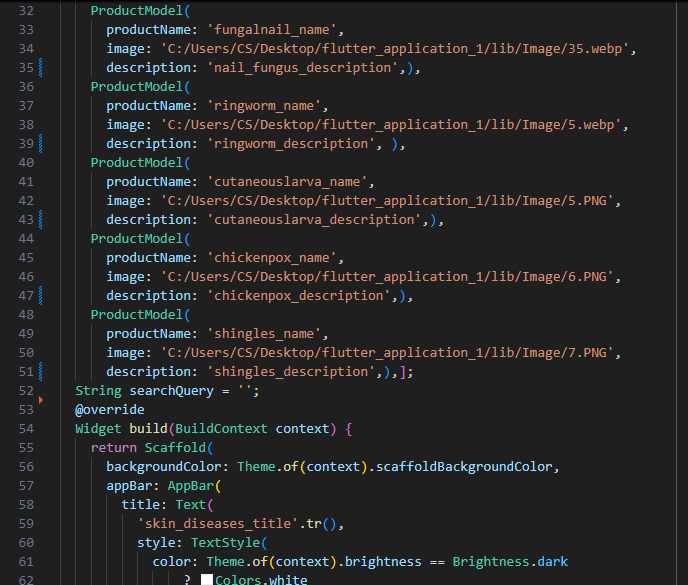 32 ProductModel(
33 productName: 'fungalnail_name',
34 image: 'C:/Users/CS/Desktop/flutter_application_1/lib/Image/35.webp',
35 description: 'nail_fungus_description',),
36 ProductModel(
37 productName: 'ringworm_name',
38 image: 'C:/Users/CS/Desktop/flutter_application_1/lib/Image/5.webp',
39 description: 'ringworm_description', ),
40 ProductModel(
41 productName: 'cutaneouslarva_name',
42 image: 'C:/Users/CS/Desktop/flutter_application_1/lib/Image/5.PNG',
43 description: 'cutaneouslarva_description',),
44 ProductModel(
45 productName: 'chickenpox_name',
46 image: 'C:/Users/CS/Desktop/flutter_application_1/lib/Image/6.PNG',
47 description: 'chickenpox_description',),
48 ProductModel(
49 productName: 'shingles_name',
50 image: 'C:/Users/CS/Desktop/flutter_application_1/lib/Image/7.PNG',
51 description: 'shingles_description',),];
52 String searchQuery = '';
53 @override
54 Widget build(BuildContext context) {
55 return Scaffold(
56 backgroundColor: Theme.of(context).scaffoldBackgroundColor,
57 appBar: AppBar(
58 title: Text(
59 'skin_diseases_title'.tr(),
60 style: TextStyle(
61 color: Theme.of(context).brightness == Brightness.dark
62 ? Colors.white